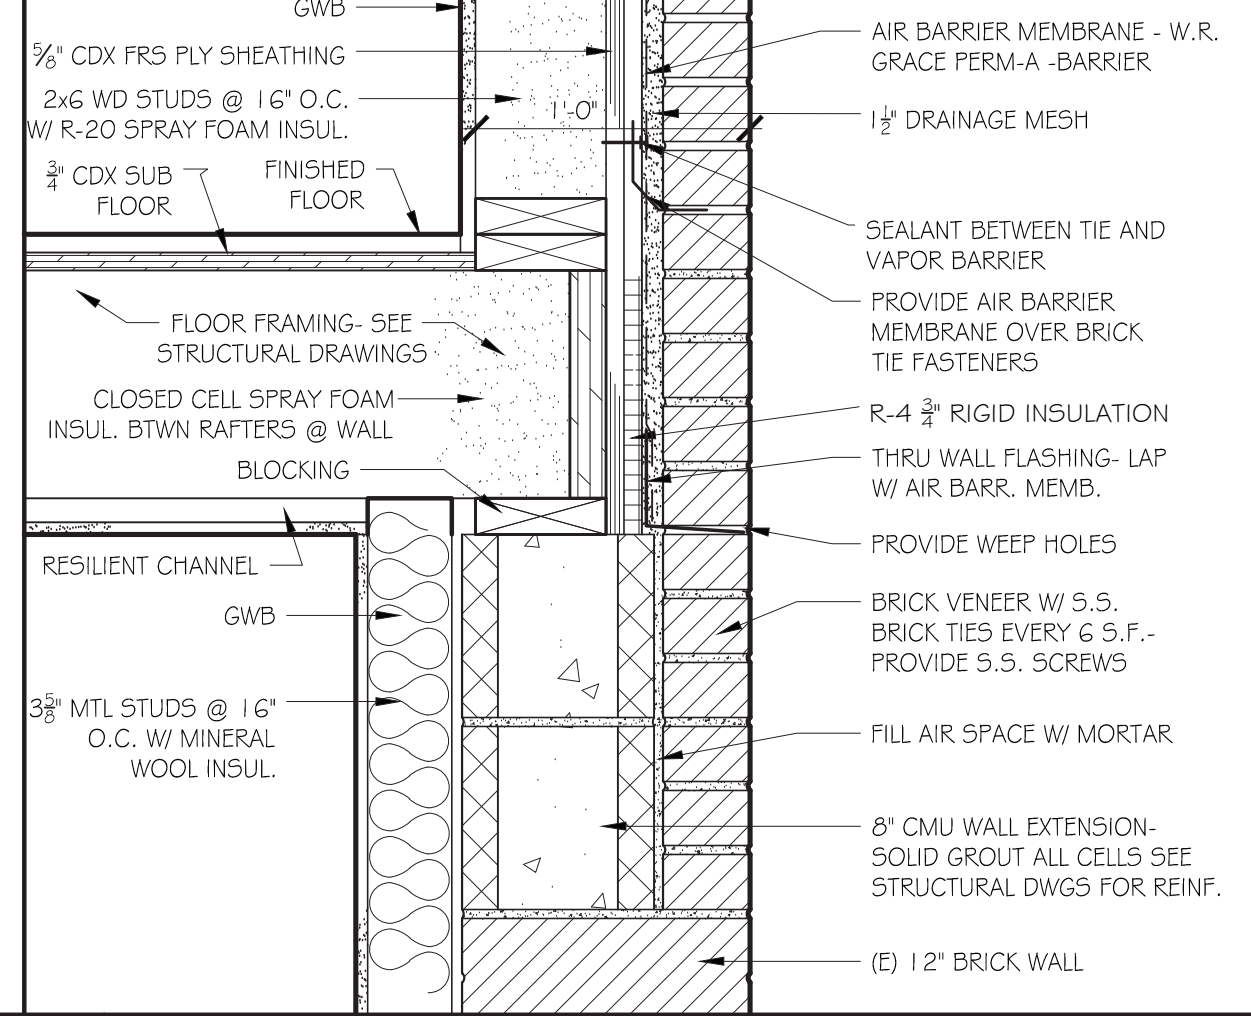 GWB
5/8" CDX FRS PLY SHEATHING
2x6 WD STUDS @ 16" O.C.
W/ R-20 SPRAY FOAM INSUL.
3/4" CDX SUB
FLOOR
FINISHED
FLOOR
FLOOR FRAMING- SEE
STRUCTURAL DRAWINGS
CLOSED CELL SPRAY FOAM
INSUL. BTWN RAFTERS @ WALL
BLOCKING
RESILIENT CHANNEL
GWB
3 5/8" MTL STUDS @ 16"
O.C. W/ MINERAL
WOOL INSUL.
1'-0"
AIR BARRIER MEMBRANE - W.R.
GRACE PERM-A -BARRIER
1 1/2" DRAINAGE MESH
SEALANT BETWEEN TIE AND
VAPOR BARRIER
PROVIDE AIR BARRIER
MEMBRANE OVER BRICK
TIE FASTENERS
R-4 3/4" RIGID INSULATION
THRU WALL FLASHING- LAP
W/ AIR BARR. MEMB.
PROVIDE WEEP HOLES
BRICK VENEER W/ S.S.
BRICK TIES EVERY 6 S.F.-
PROVIDE S.S. SCREWS
FILL AIR SPACE W/ MORTAR
8" CMU WALL EXTENSION-
SOLID GROUT ALL CELLS SEE
STRUCTURAL DWGS FOR REINF.
(E) 12" BRICK WALL